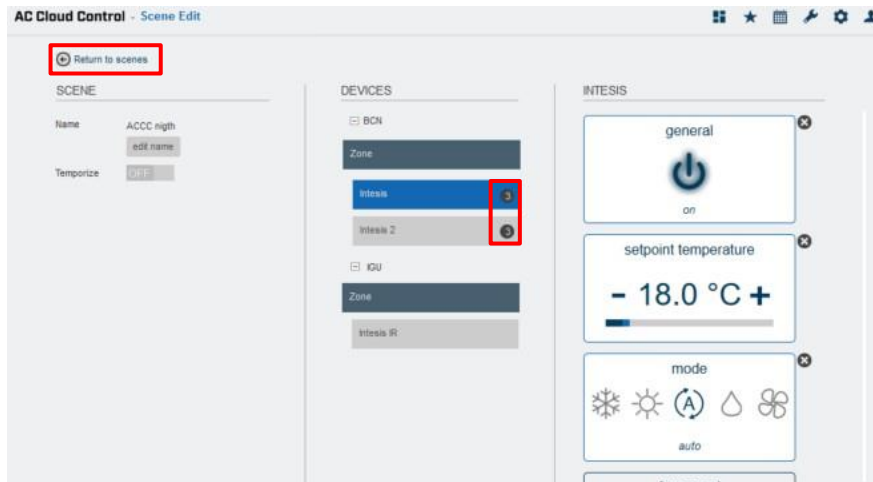 AC Cloud Control - Scene Edit
Return to scenes
SCENE
Name
ACCC nigth
edit name
Temporize
OFF
DEVICES
BCN
Zone
Intesis
3
Intesis 2
3
IGU
Zone
Intesis IR
INTESIS
general
on
setpoint temperature
- 18.0 °C +
mode
A
auto